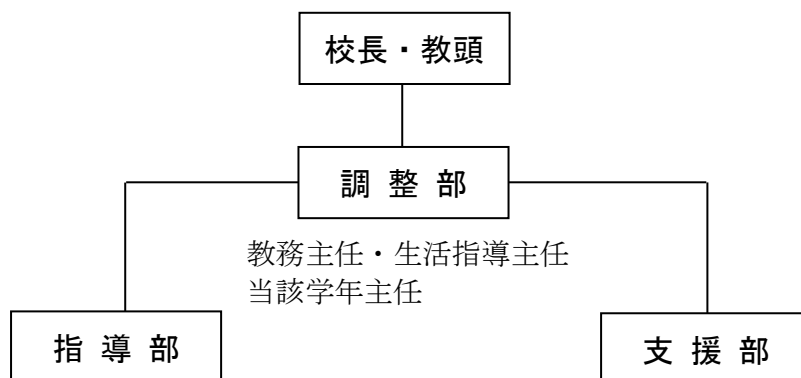 校長・教頭
調 整 部
教務主任・生活指導主任
当該学年主任
指 導 部
支 援 部